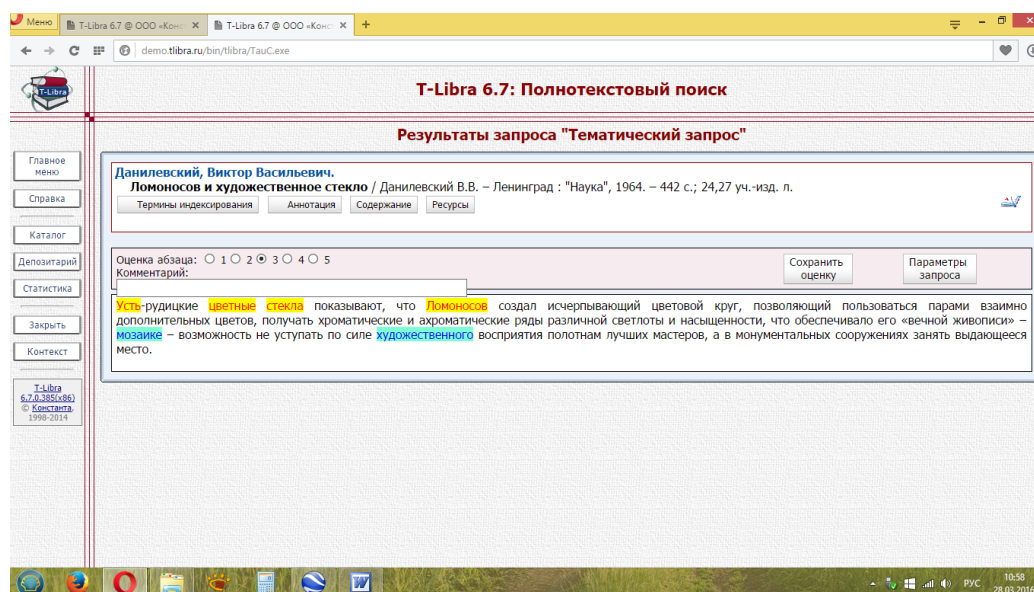 Меню
T-Libra 6.7 @ ООО «Конс
T-Libra 6.7 @ ООО «Конс
demo.tlibra.ru/bin/tlibra/TauC.exe
T-Libra
T-Libra 6.7: Полнотекстовый поиск
Результаты запроса "Тематический запрос"
Главное
меню
Справка
Каталог
Депозитарий
Статистика
Закрыть
Контекст
T-Libra
6.7.0.385(x86)
© Константа,
1998-2014
Данилевский, Виктор Васильевич.
Ломоносов и художественное стекло / Данилевский В.В. – Ленинград : "Наука", 1964. – 442 с.; 24,27 уч.-изд. л.
Термины индексирования Аннотация Содержание Ресурсы
Оценка абзаца: 1 2 3 4 5
Комментарий:
Сохранить
оценку
Параметры
запроса
Усть-рудицкие цветные стекла показывают, что Ломоносов создал исчерпывающий цветовой круг, позволяющий пользоваться парами взаимно
дополнительных цветов, получать хроматические и ахроматические ряды различной светлоты и насыщенности, что обеспечивало его «вечной живописи» –
мозаике – возможность не уступать по силе художественного восприятия полотнам лучших мастеров, а в монументальных сооружениях занять выдающееся
место.
РУС
10:58
28.03.2016